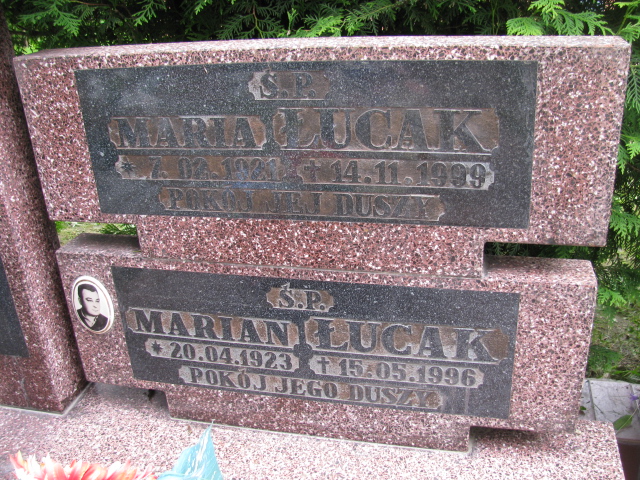 Ś.P.
MARIA ŁUCAK
* 7.02.1921 † 14.11.1999
POKÓJ JEJ DUSZY
Ś.P.
MARIAN ŁUCAK
* 20.04.1923 † 15.05.1996
POKÓJ JEGO DUSZY